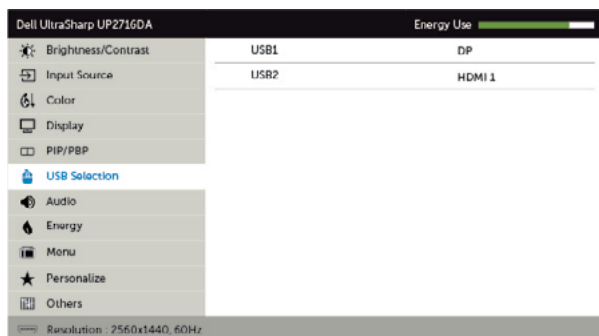 Dell UltraSharp UP2716DA Energy Use
Brightness/Contrast USB1 DP
Input Source USB2 HDMI 1
Color
Display
PIP/PBP
USB Selection
Audio
Energy
Menu
Personalize
Others
Resolution : 2560x1440, 60Hz